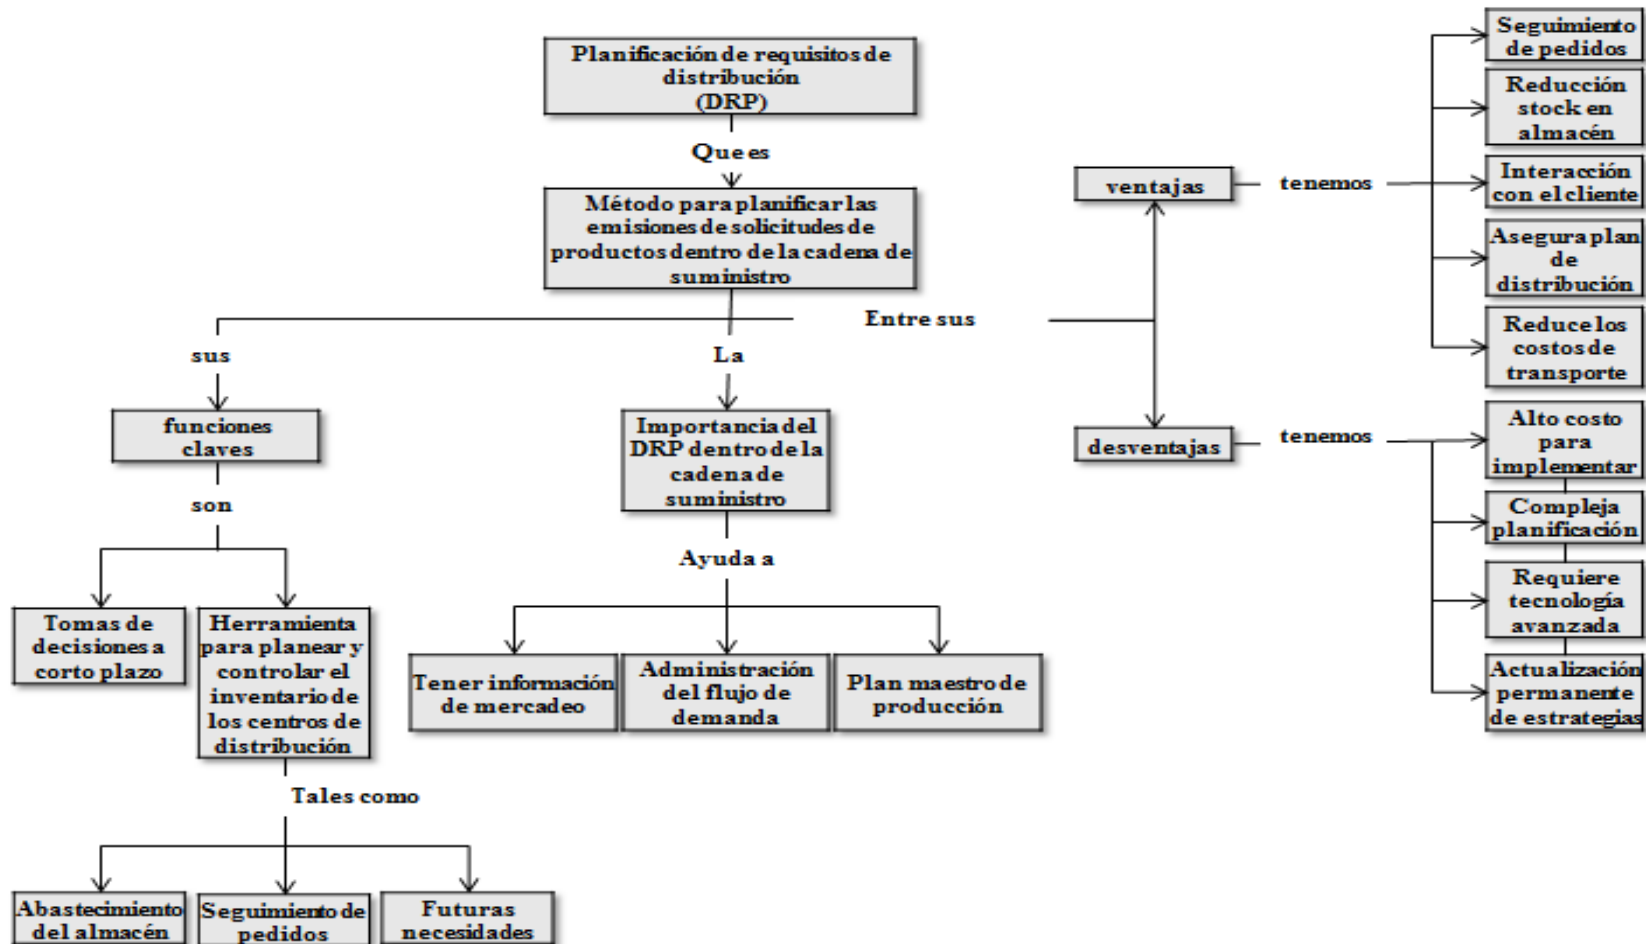 Planificación de requisitos de
distribución
(DRP)
Que es
Método para planificar las
emisiones de solicitudes de
productos dentro de la cadena de
suministro
Entre sus
sus
La
funciones
claves
son
Tomas de
decisiones a
corto plazo
Herramienta
para planear y
controlar el
inventario de
los centros de
distribución
Tales como
Abastecimiento
del almacén
Seguimiento de
pedidos
Futuras
necesidades
Importancia del
DRP dentro de la
cadena de
suministro
Ayuda a
Tener información
de mercadeo
Administración
del flujo de
demanda
Plan maestro de
producción
ventajas
tenemos
Seguimiento
de pedidos
Reducción
stock en
almacén
Interacción
con el cliente
Asegura plan
de
distribución
Reduce los
costos de
transporte
desventajas
tenemos
Alto costo
para
implementar
Compleja
planificación
Requiere
tecnología
avanzada
Actualización
permanente
de estrategias